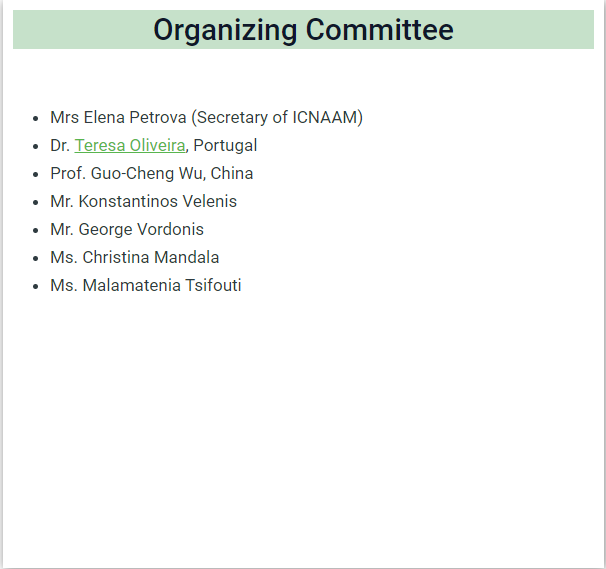 Organizing Committee
Mrs Elena Petrova (Secretary of ICNAAM)
Dr. Teresa Oliveira, Portugal
Prof. Guo-Cheng Wu, China
Mr. Konstantinos Velenis
Mr. George Vordonis
Ms. Christina Mandala
Ms. Malamatenia Tsifouti